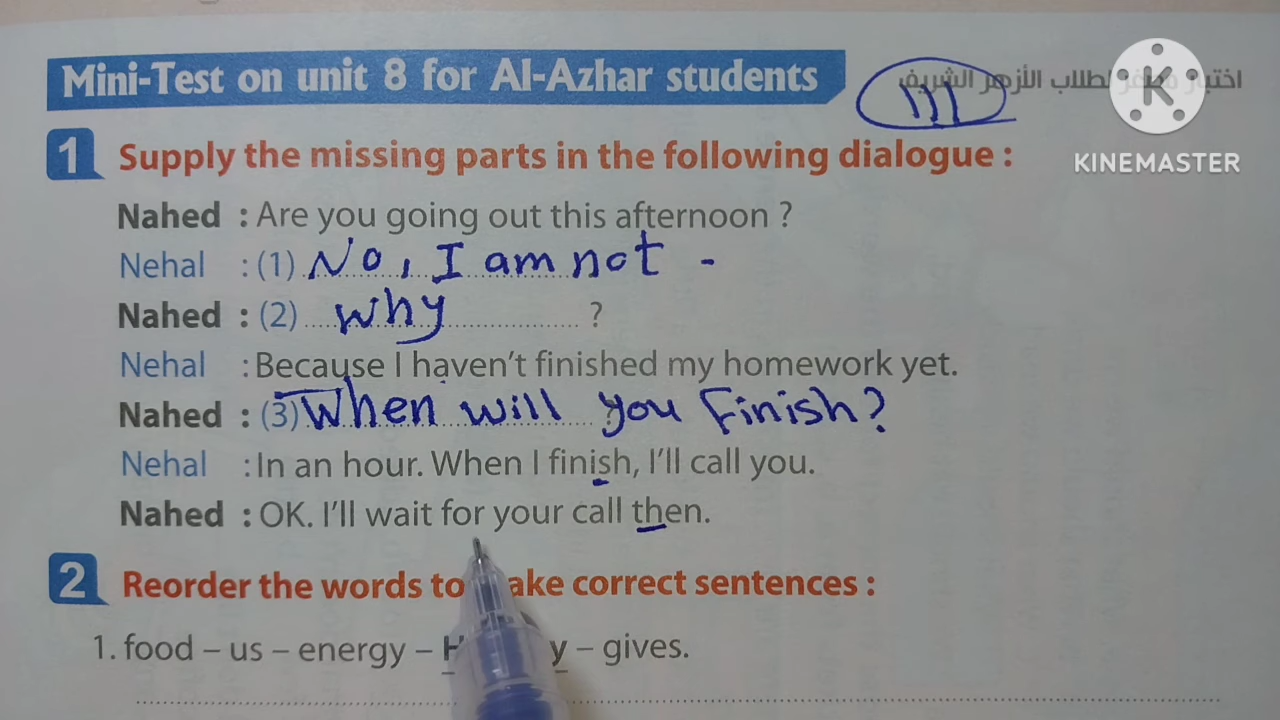 Mini-Test on unit 8 for Al-Azhar students
اختبار لطلاب الأزهر الشريف
111
K
KINEMASTER
1 Supply the missing parts in the following dialogue :
Nahed : Are you going out this afternoon ?
Nehal : (1) No, I am not -
Nahed : (2) why ?
Nehal : Because I haven't finished my homework yet.
Nahed : (3) When will you Finish?
Nehal : In an hour. When I finish, I'll call you.
Nahed : OK. I'll wait for your call then.
2 Reorder the words to make correct sentences :
1. food – us – energy – – gives.